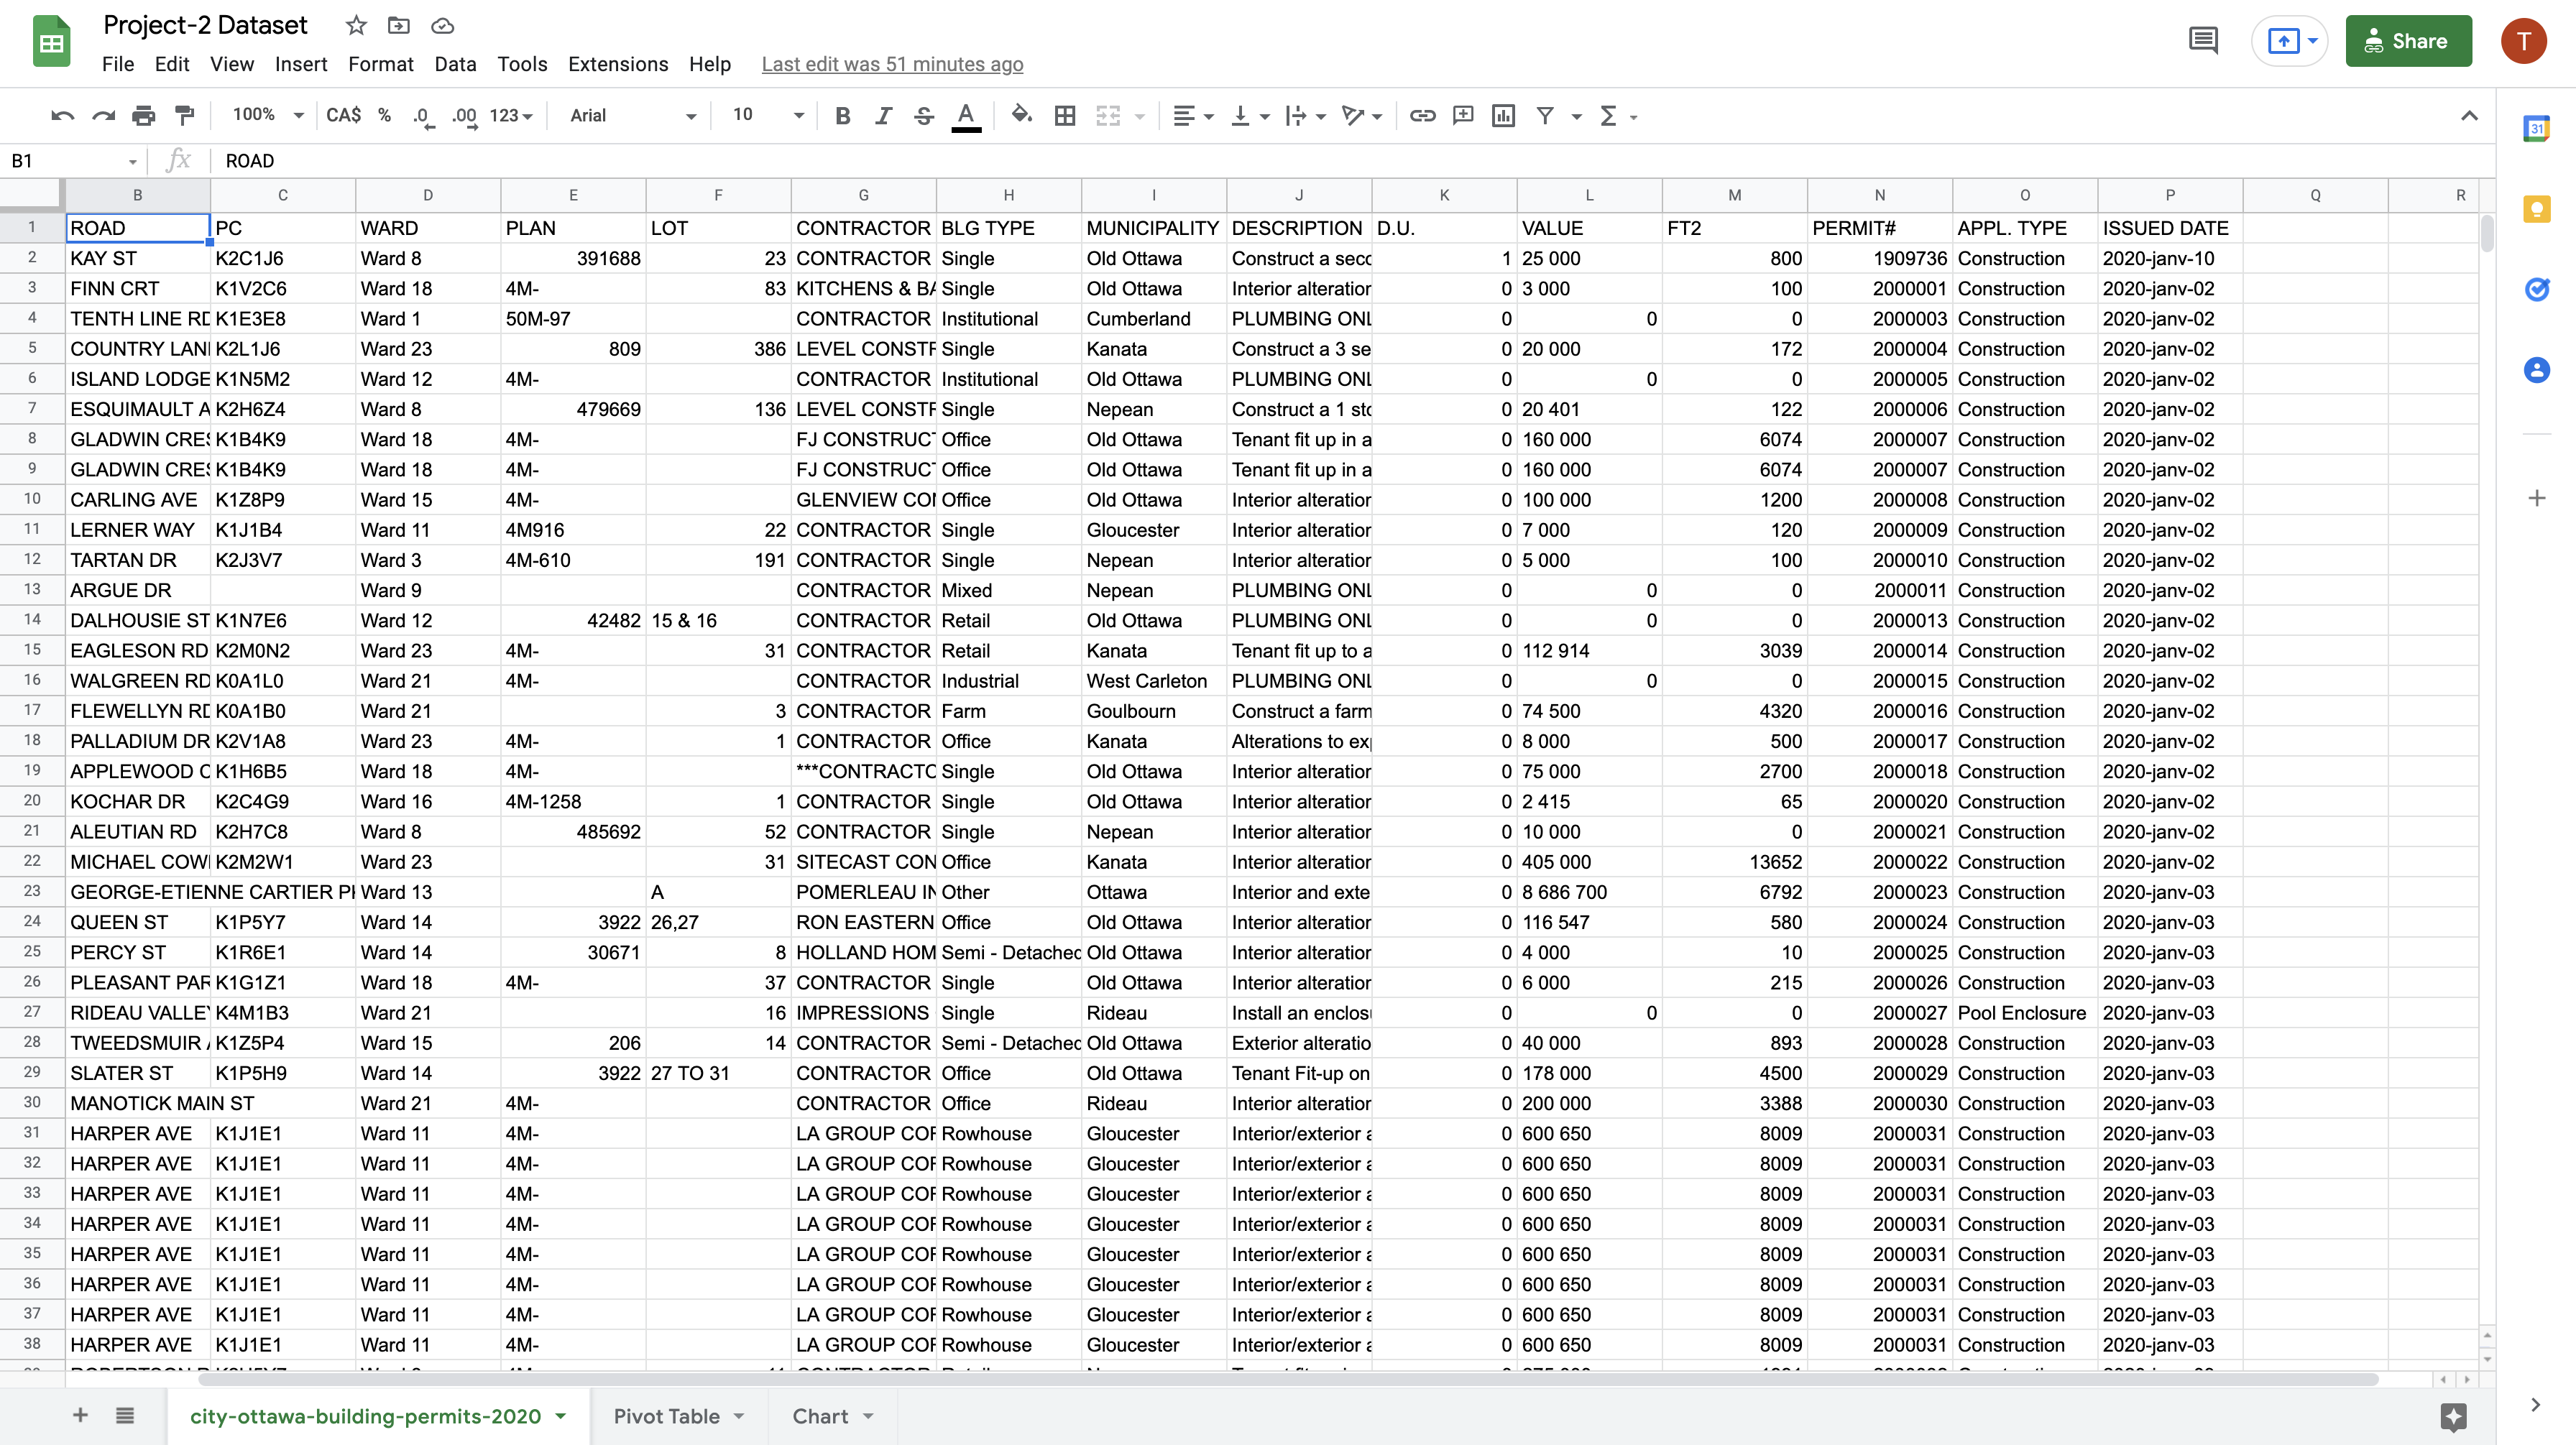 Project-2 Dataset
File Edit View Insert Format Data Tools Extensions Help Last edit was 51 minutes ago
Share
T
100% CA$ % .0 .00 123 Arial 10 B I S A
31
B1 fx ROAD
B C D E F G H I J K L M N O P Q R
1 ROAD PC WARD PLAN LOT CONTRACTOR BLG TYPE MUNICIPALITY DESCRIPTION D.U. VALUE FT2 PERMIT# APPL. TYPE ISSUED DATE
2 KAY ST K2C1J6 Ward 8 391688 23 CONTRACTOR Single Old Ottawa Construct a secc 1 25 000 800 1909736 Construction 2020-janv-10
3 FINN CRT K1V2C6 Ward 18 4M- 83 KITCHENS & BA Single Old Ottawa Interior alteration 0 3 000 100 2000001 Construction 2020-janv-02
4 TENTH LINE RD K1E3E8 Ward 1 50M-97 CONTRACTOR Institutional Cumberland PLUMBING ONL 0 0 0 2000003 Construction 2020-janv-02
5 COUNTRY LAN K2L1J6 Ward 23 809 386 LEVEL CONSTR Single Kanata Construct a 3 se 0 20 000 172 2000004 Construction 2020-janv-02
6 ISLAND LODGE K1N5M2 Ward 12 4M- CONTRACTOR Institutional Old Ottawa PLUMBING ONL 0 0 0 2000005 Construction 2020-janv-02
7 ESQUIMAULT A K2H6Z4 Ward 8 479669 136 LEVEL CONSTR Single Nepean Construct a 1 sto 0 20 401 122 2000006 Construction 2020-janv-02
8 GLADWIN CRES K1B4K9 Ward 18 4M- FJ CONSTRUCT Office Old Ottawa Tenant fit up in a 0 160 000 6074 2000007 Construction 2020-janv-02
9 GLADWIN CRES K1B4K9 Ward 18 4M- FJ CONSTRUCT Office Old Ottawa Tenant fit up in a 0 160 000 6074 2000007 Construction 2020-janv-02
10 CARLING AVE K1Z8P9 Ward 15 4M- GLENVIEW CO Office Old Ottawa Interior alteration 0 100 000 1200 2000008 Construction 2020-janv-02
11 LERNER WAY K1J1B4 Ward 11 4M916 22 CONTRACTOR Single Gloucester Interior alteration 0 7 000 120 2000009 Construction 2020-janv-02
12 TARTAN DR K2J3V7 Ward 3 4M-610 191 CONTRACTOR Single Nepean Interior alteration 0 5 000 100 2000010 Construction 2020-janv-02
13 ARGUE DR Ward 9 CONTRACTOR Mixed Nepean PLUMBING ONL 0 0 0 2000011 Construction 2020-janv-02
14 DALHOUSIE ST K1N7E6 Ward 12 42482 15 & 16 CONTRACTOR Retail Old Ottawa PLUMBING ONL 0 0 0 2000013 Construction 2020-janv-02
15 EAGLESON RD K2M0N2 Ward 23 4M- 31 CONTRACTOR Retail Kanata Tenant fit up to a 0 112 914 3039 2000014 Construction 2020-janv-02
16 WALGREEN RD K0A1L0 Ward 21 4M- CONTRACTOR Industrial West Carleton PLUMBING ONL 0 0 0 2000015 Construction 2020-janv-02
17 FLEWELLYN RD K0A1B0 Ward 21 3 CONTRACTOR Farm Goulbourn Construct a farm 0 74 500 4320 2000016 Construction 2020-janv-02
18 PALLADIUM DR K2V1A8 Ward 23 4M- 1 CONTRACTOR Office Kanata Alterations to exp 0 8 000 500 2000017 Construction 2020-janv-02
19 APPLEWOOD C K1H6B5 Ward 18 4M- ***CONTRACTO Single Old Ottawa Interior alteration 0 75 000 2700 2000018 Construction 2020-janv-02
20 KOCHAR DR K2C4G9 Ward 16 4M-1258 1 CONTRACTOR Single Old Ottawa Interior alteration 0 2 415 65 2000020 Construction 2020-janv-02
21 ALEUTIAN RD K2H7C8 Ward 8 485692 52 CONTRACTOR Single Nepean Interior alteration 0 10 000 0 2000021 Construction 2020-janv-02
22 MICHAEL COW K2M2W1 Ward 23 31 SITECAST CON Office Kanata Interior alteration 0 405 000 13652 2000022 Construction 2020-janv-02
23 GEORGE-ETIENNE CARTIER PK Ward 13 A POMERLEAU IN Other Ottawa Interior and exte 0 8 686 700 6792 2000023 Construction 2020-janv-03
24 QUEEN ST K1P5Y7 Ward 14 3922 26,27 RON EASTERN Office Old Ottawa Interior alteration 0 116 547 580 2000024 Construction 2020-janv-03
25 PERCY ST K1R6E1 Ward 14 30671 8 HOLLAND HOM Semi - Detached Old Ottawa Interior alteration 0 4 000 10 2000025 Construction 2020-janv-03
26 PLEASANT PAR K1G1Z1 Ward 18 4M- 37 CONTRACTOR Single Old Ottawa Interior alteration 0 6 000 215 2000026 Construction 2020-janv-03
27 RIDEAU VALLEY K4M1B3 Ward 21 16 IMPRESSIONS Single Rideau Install an enclos 0 0 0 2000027 Pool Enclosure 2020-janv-03
28 TWEEDSMUIR A K1Z5P4 Ward 15 206 14 CONTRACTOR Semi - Detached Old Ottawa Exterior alteratio 0 40 000 893 2000028 Construction 2020-janv-03
29 SLATER ST K1P5H9 Ward 14 3922 27 TO 31 CONTRACTOR Office Old Ottawa Tenant Fit-up on 0 178 000 4500 2000029 Construction 2020-janv-03
30 MANOTICK MAIN ST Ward 21 4M- CONTRACTOR Office Rideau Interior alteration 0 200 000 3388 2000030 Construction 2020-janv-03
31 HARPER AVE K1J1E1 Ward 11 4M- LA GROUP COR Rowhouse Gloucester Interior/exterior a 0 600 650 8009 2000031 Construction 2020-janv-03
32 HARPER AVE K1J1E1 Ward 11 4M- LA GROUP COR Rowhouse Gloucester Interior/exterior a 0 600 650 8009 2000031 Construction 2020-janv-03
33 HARPER AVE K1J1E1 Ward 11 4M- LA GROUP COR Rowhouse Gloucester Interior/exterior a 0 600 650 8009 2000031 Construction 2020-janv-03
34 HARPER AVE K1J1E1 Ward 11 4M- LA GROUP COR Rowhouse Gloucester Interior/exterior a 0 600 650 8009 2000031 Construction 2020-janv-03
35 HARPER AVE K1J1E1 Ward 11 4M- LA GROUP COR Rowhouse Gloucester Interior/exterior a 0 600 650 8009 2000031 Construction 2020-janv-03
36 HARPER AVE K1J1E1 Ward 11 4M- LA GROUP COR Rowhouse Gloucester Interior/exterior a 0 600 650 8009 2000031 Construction 2020-janv-03
37 HARPER AVE K1J1E1 Ward 11 4M- LA GROUP COR Rowhouse Gloucester Interior/exterior a 0 600 650 8009 2000031 Construction 2020-janv-03
38 HARPER AVE K1J1E1 Ward 11 4M- LA GROUP COR Rowhouse Gloucester Interior/exterior a 0 600 650 8009 2000031 Construction 2020-janv-03
city-ottawa-building-permits-2020 Pivot Table Chart